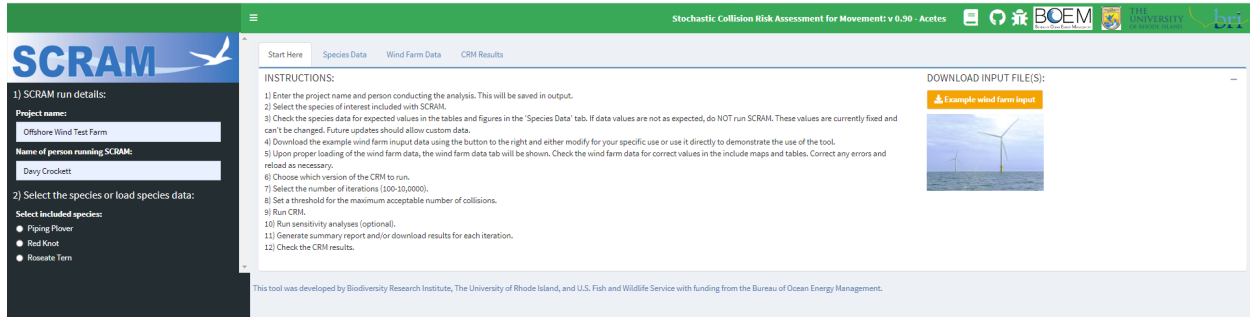 Stochastic Collision Risk Assessment for Movement: v 0.90 - Acetes
BOEM
THE
UNIVERSITY
OF RHODE ISLAND
bri
SCRAM
1) SCRAM run details:
Project name:
Offshore Wind Test Farm
Name of person running SCRAM:
Davy Crockett
2) Select the species or load species data:
Select included species:
Piping Plover
Red Knot
Roseate Tern
Start Here
Species Data
Wind Farm Data
CRM Results
INSTRUCTIONS:
1) Enter the project name and person conducting the analysis. This will be saved in output.
2) Select the species of interest included with SCRAM.
3) Check the species data for expected values in the tables and figures in the 'Species Data' tab. If data values are not as expected, do NOT run SCRAM. These values are currently fixed and
can't be changed. Future updates should allow custom data.
4) Download the example wind farm inuput data using the button to the right and either modify for your specific use or use it directly to demonstrate the use of the tool.
5) Upon proper loading of the wind farm data, the wind farm data tab will be shown. Check the wind farm data for correct values in the include maps and tables. Correct any errors and
reload as necessary.
6) Choose which version of the CRM to run.
7) Select the number of iterations (100-10,0000).
8) Set a threshold for the maximum acceptable number of collisions.
9) Run CRM.
10) Run sensitivity analyses (optional).
11) Generate summary report and/or download results for each iteration.
12) Check the CRM results.
DOWNLOAD INPUT FILE(S):
Example wind farm input
This tool was developed by Biodiversity Research Institute, The University of Rhode Island, and U.S. Fish and Wildlife Service with funding from the Bureau of Ocean Energy Management.